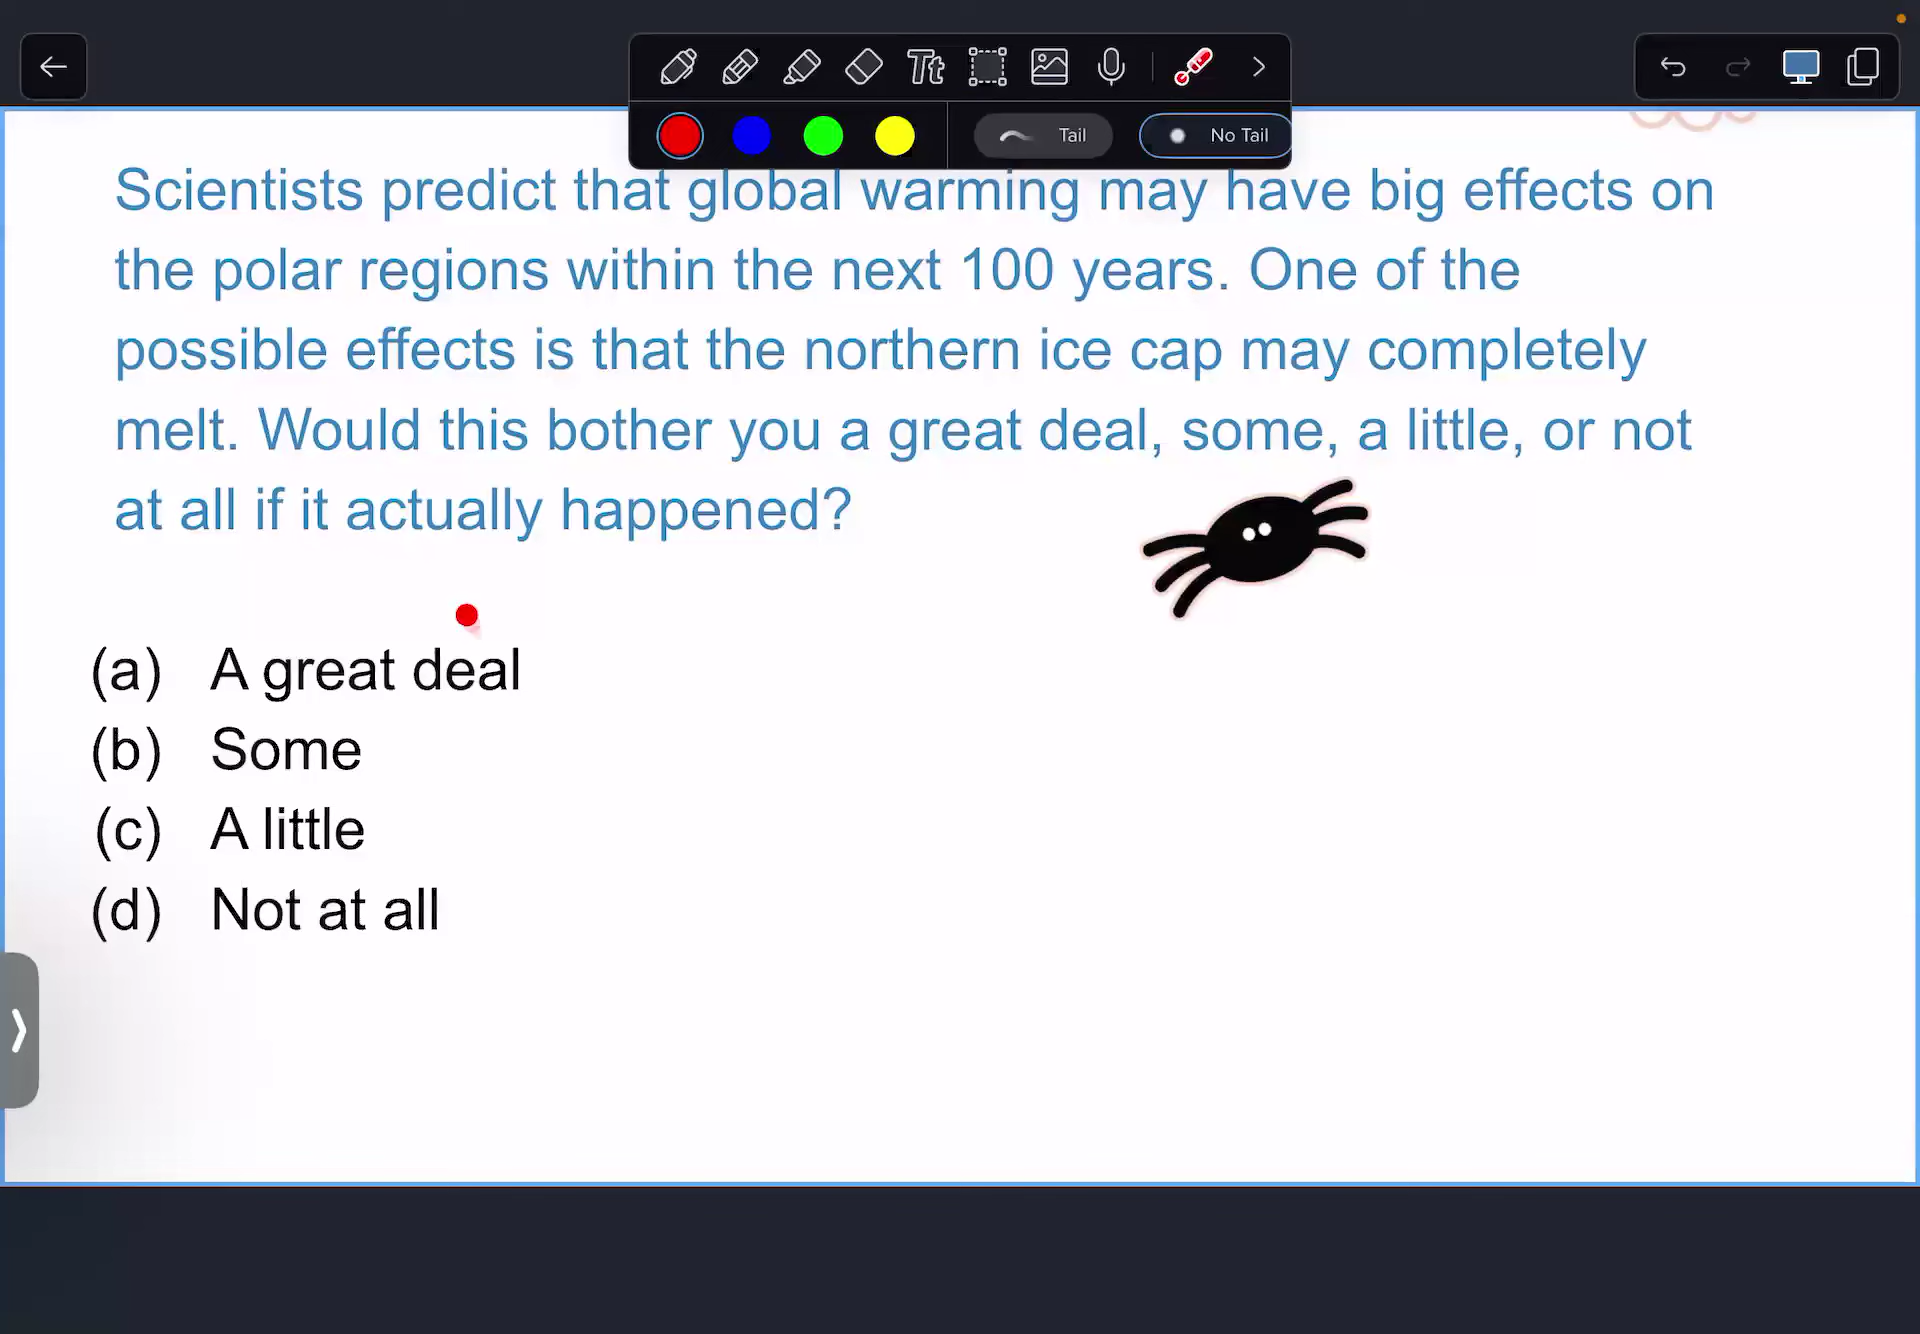 Tt
Tail
No Tail
Scientists predict that global warming may have big effects on
the polar regions within the next 100 years. One of the
possible effects is that the northern ice cap may completely
melt. Would this bother you a great deal, some, a little, or not
at all if it actually happened?
(a) A great deal
(b) Some
(c) A little
(d) Not at all